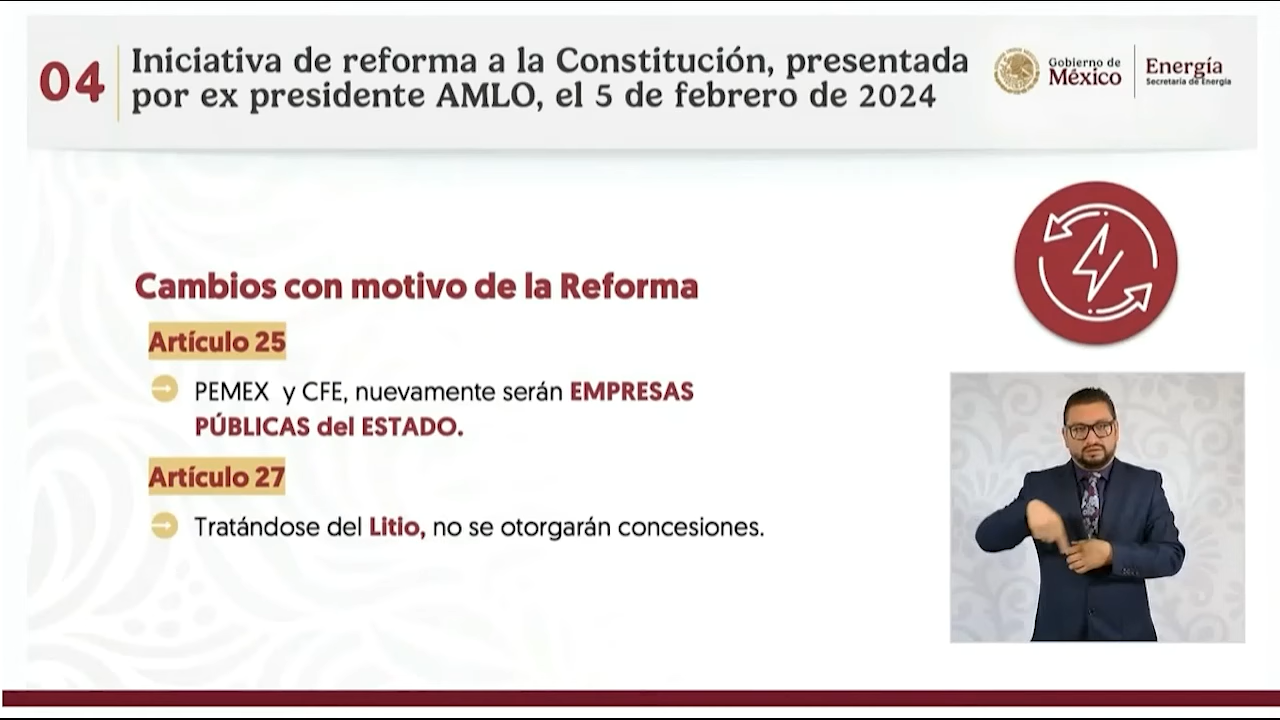 04
Iniciativa de reforma a la Constitución, presentada
por ex presidente AMLO, el 5 de febrero de 2024
Gobierno de
México
Energía
Secretaría de Energía
Cambios con motivo de la Reforma
Artículo 25
PEMEX y CFE, nuevamente serán EMPRESAS
PÚBLICAS del ESTADO.
Artículo 27
Tratándose del Litio, no se otorgarán concesiones.